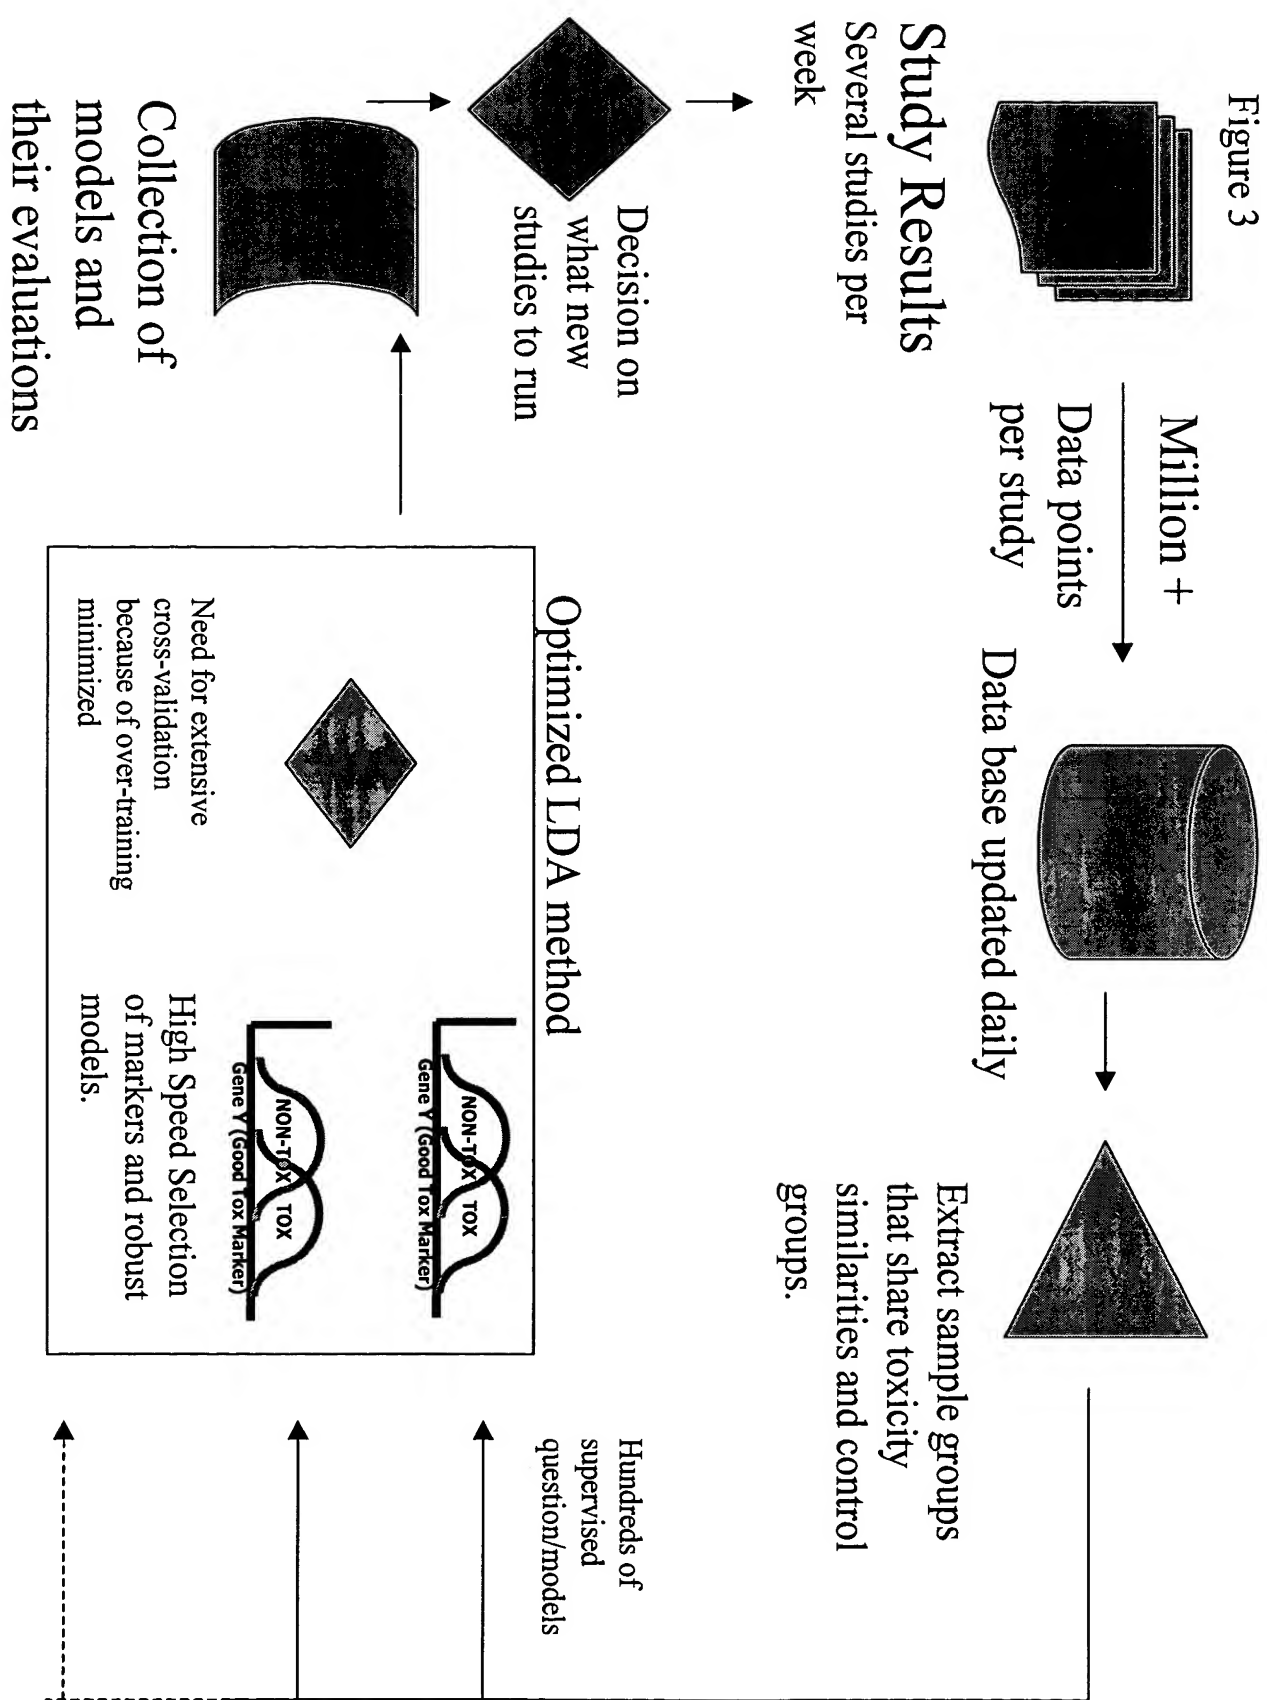 Figure 3
Million +
Data points
per study
Study Results
Several studies per
week
Data base updated daily
Extract sample groups
that share toxicity
similarities and control
groups.
Decision on
what new
studies to run
Hundreds of
supervised
question/models
Optimized LDA method
NON-TOX TOX
Gene Y (Good Tox Marker)
NON-TOX TOX
Gene Y (Good Tox Marker)
Need for extensive
cross-validation
because of over-training
minimized
High Speed Selection
of markers and robust
models.
Collection of
models and
their evaluations